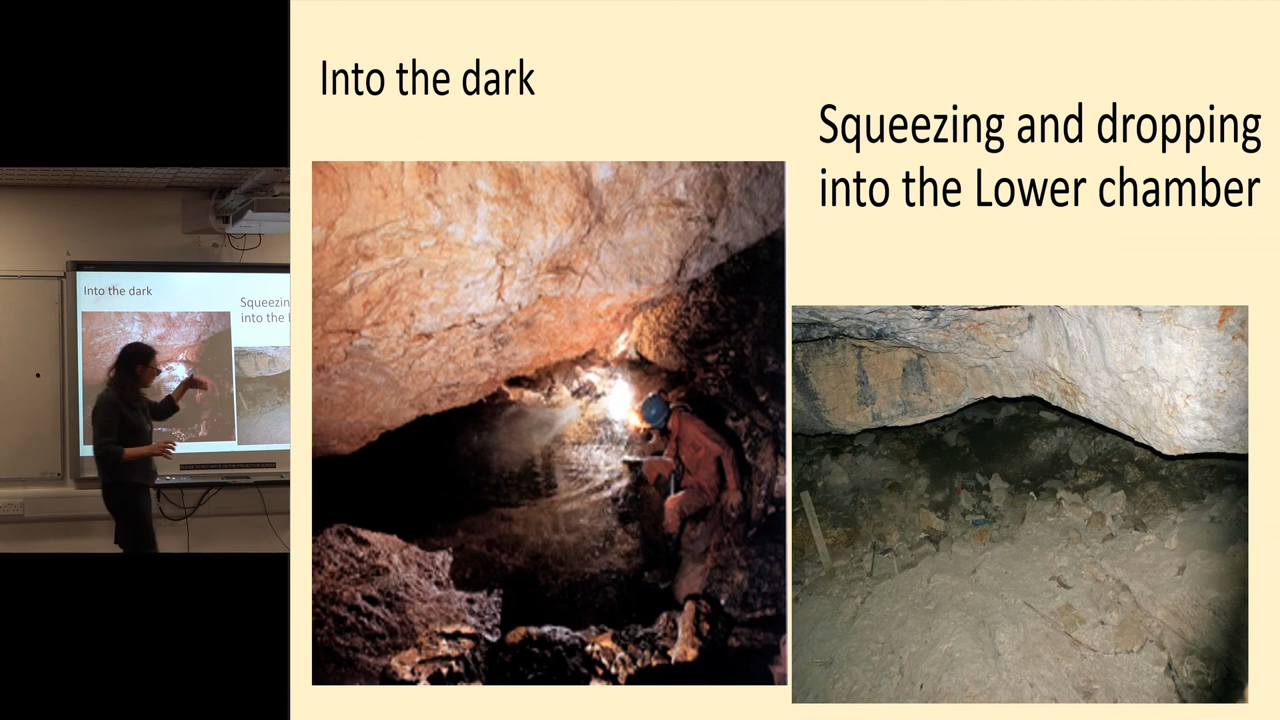 Into the dark
Squeezing and dropping
into the Lower chamber
Into the dark
Squeezin
into the